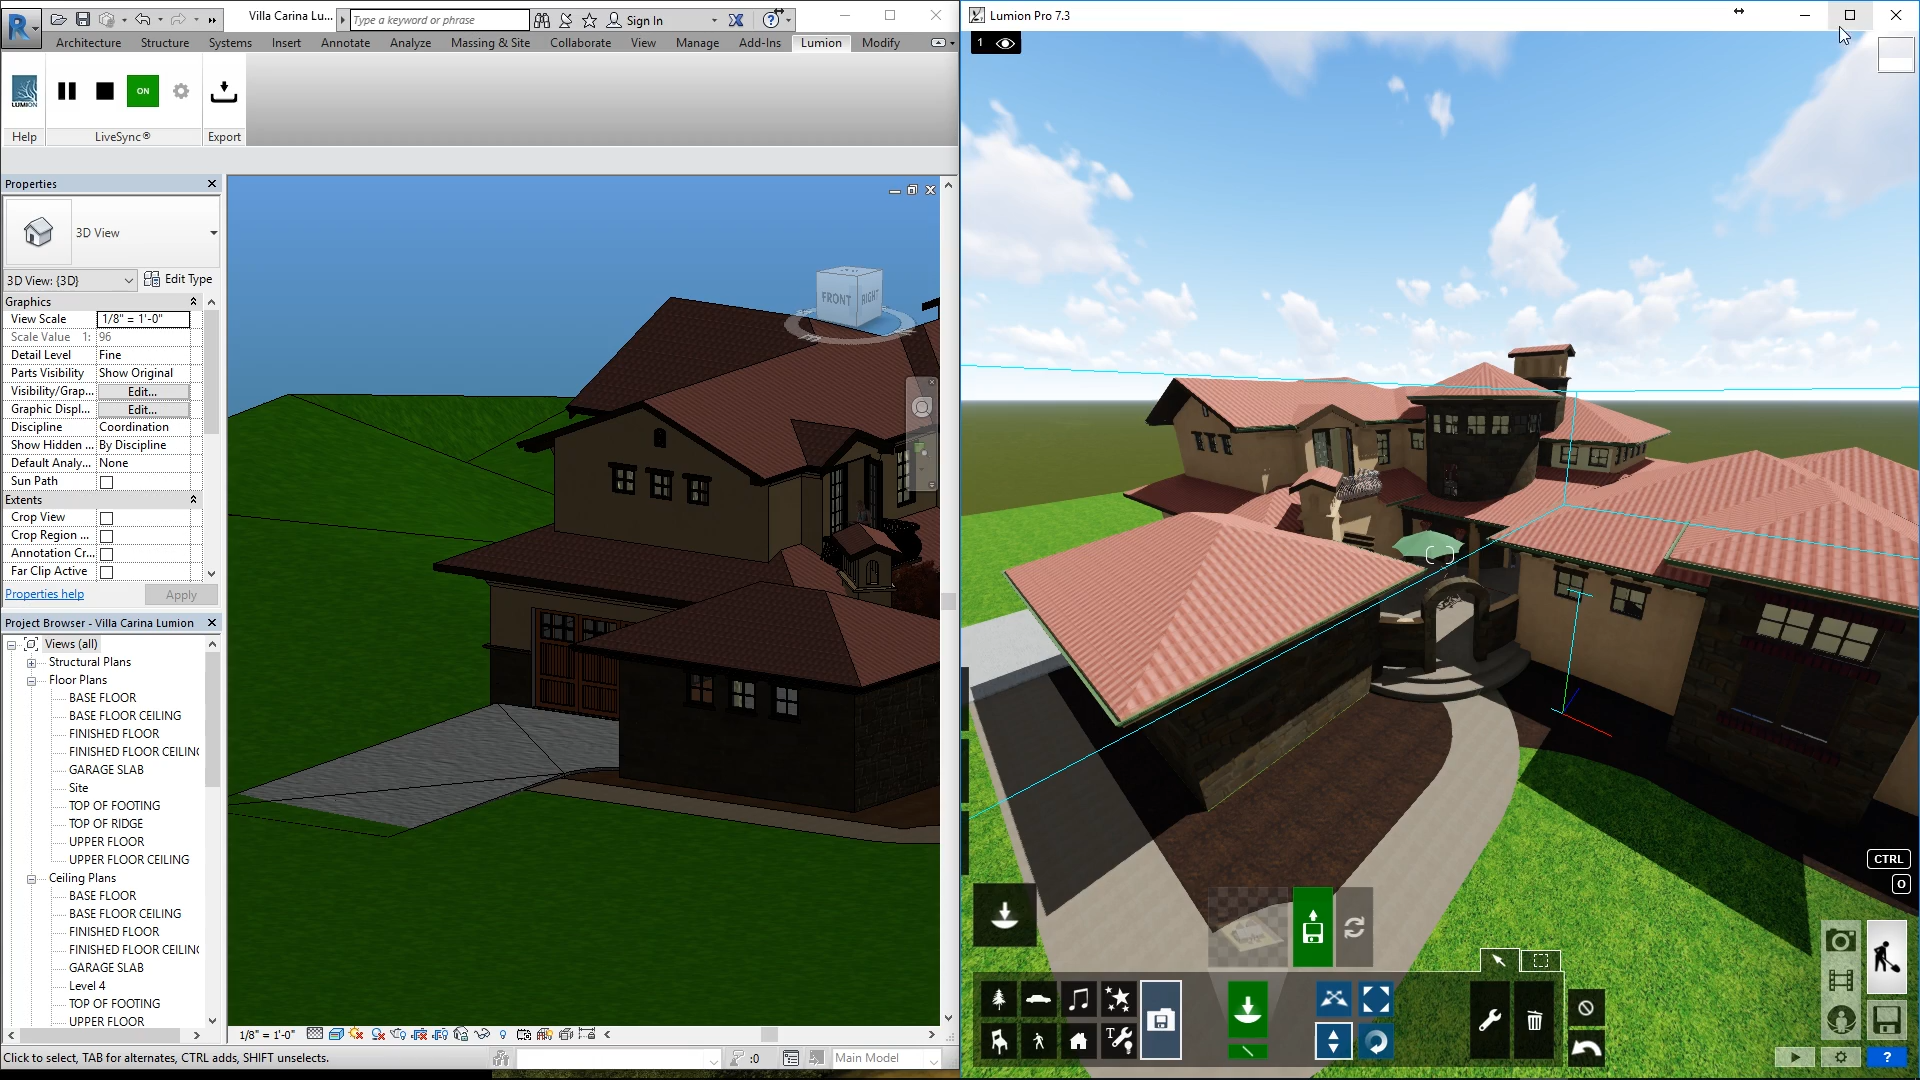 Villa Carina Lu...
Type a keyword or phrase
Sign In
Architecture Structure Systems Insert Annotate Analyze Massing & Site Collaborate View Manage Add-Ins Lumion Modify
LUMION
ON
Help LiveSync® Export
Properties
3D View
3D View: {3D}
Edit Type
Graphics
View Scale 1/8" = 1'-0"
Scale Value 1: 96
Detail Level Fine
Parts Visibility Show Original
Visibility/Grap... Edit...
Graphic Displ... Edit...
Discipline Coordination
Show Hidden ... By Discipline
Default Analy... None
Sun Path
Extents
Crop View
Crop Region ...
Annotation Cr...
Far Clip Active
Properties help Apply
Project Browser - Villa Carina Lumion
Views (all)
Structural Plans
Floor Plans
BASE FLOOR
BASE FLOOR CEILING
FINISHED FLOOR
FINISHED FLOOR CEILING
GARAGE SLAB
Site
TOP OF FOOTING
TOP OF RIDGE
UPPER FLOOR
UPPER FLOOR CEILING
Ceiling Plans
BASE FLOOR
BASE FLOOR CEILING
FINISHED FLOOR
FINISHED FLOOR CEILING
GARAGE SLAB
Level 4
TOP OF FOOTING
UPPER FLOOR
FRONT RIGHT
1/8" = 1'-0"
Click to select, TAB for alternates, CTRL adds, SHIFT unselects.
:0
Main Model
Lumion Pro 7.3
1
CTRL
O
?